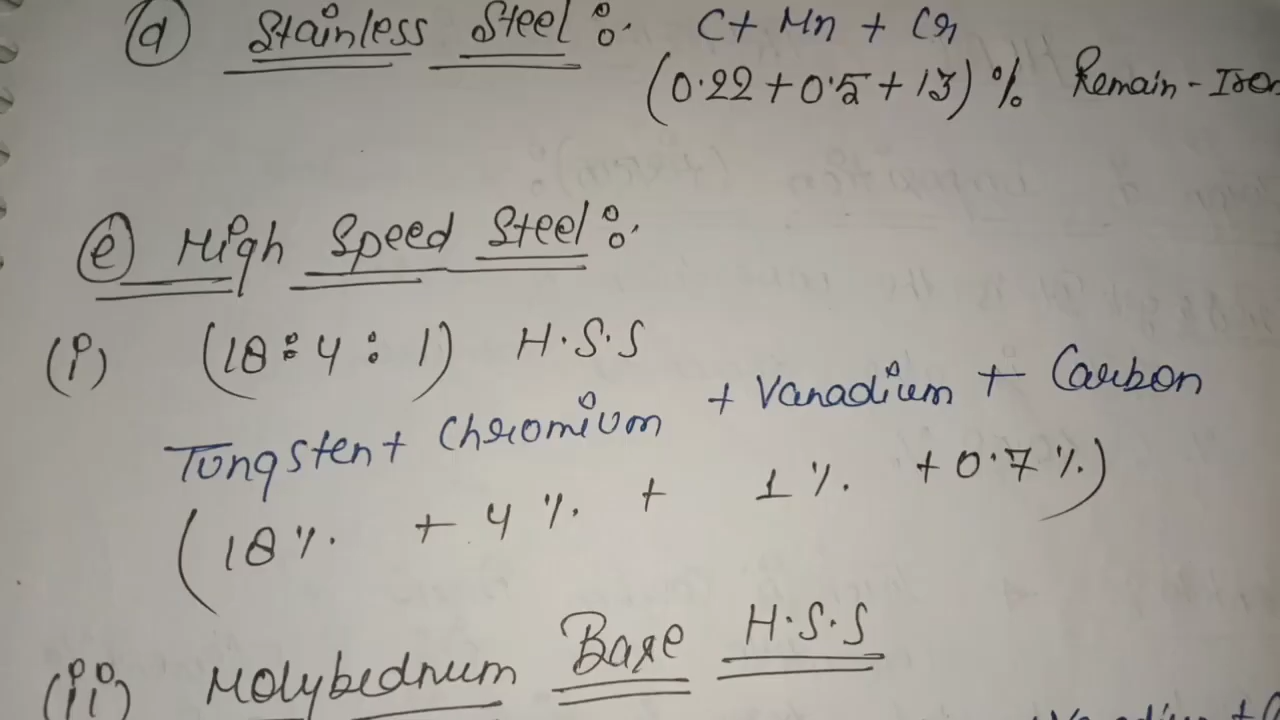 (d) Stainless Steel : C + Mn + Cr
(0.22 + 0.5 + 13) % Remain - Iron
(e) High Speed Steel :
(i) (18 : 4 : 1) H.S.S
Tungsten + Chromium + Vanadium + Carbon
(18% + 4% + 1% + 0.7%)
(ii) Molybednum Base H.S.S
Vanadium +